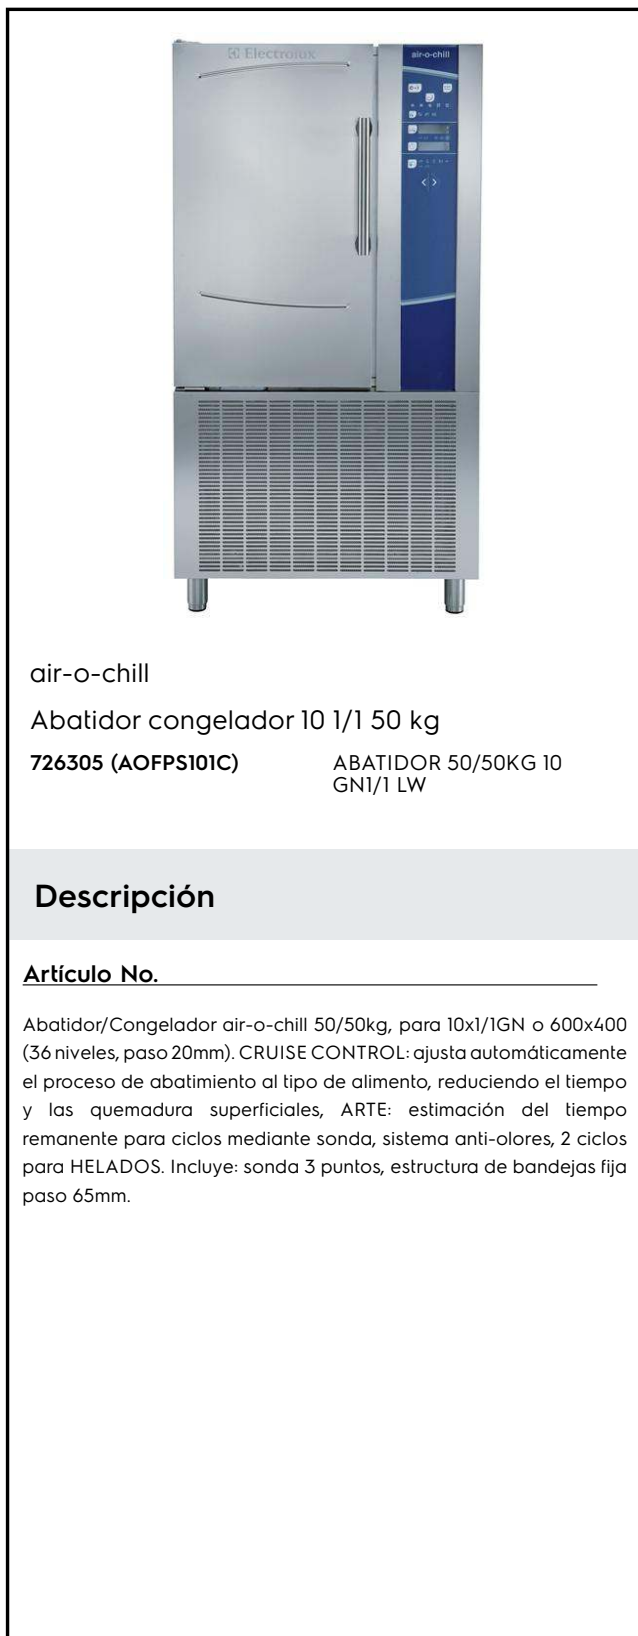 Electrolux
air-o-chill
air-o-chill
Abatidor congelador 10 1/1 50 kg
726305 (AOFPS101C)
ABATIDOR 50/50KG 10
GN1/1 LW
Descripción
Artículo No.
Abatidor/Congelador air-o-chill 50/50kg, para 10x1/1GN o 600x400
(36 niveles, paso 20mm). CRUISE CONTROL: ajusta automáticamente
el proceso de abatimiento al tipo de alimento, reduciendo el tiempo
y las quemadura superficiales, ARTE: estimación del tiempo
remanente para ciclos mediante sonda, sistema anti-olores, 2 ciclos
para HELADOS. Incluye: sonda 3 puntos, estructura de bandejas fija
paso 65mm.